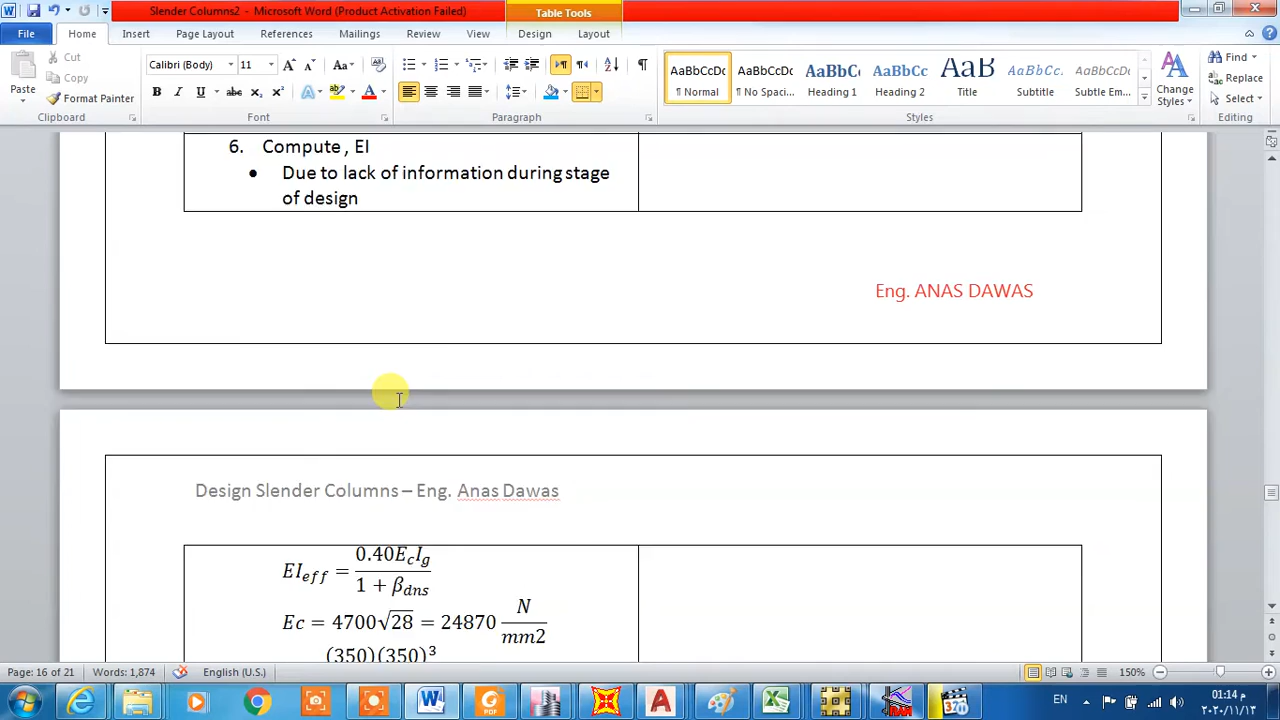 Slender Columns2 - Microsoft Word (Product Activation Failed)
Table Tools
File Home Insert Page Layout References Mailings Review View Design Layout
Paste
Cut
Copy
Format Painter
Clipboard
Calibri (Body) 11
Font
Paragraph
AaBbCcDc AaBbCcDc AaBbC AaBbCc AaB AaBbCc. AaBbCcDc
¶ Normal ¶ No Spaci... Heading 1 Heading 2 Title Subtitle Subtle Em...
Change Styles
Styles
Find
Replace
Select
Editing
6. Compute , EI
• Due to lack of information during stage
of design
Eng. ANAS DAWAS
Design Slender Columns – Eng. Anas Dawas
EI_eff = 0.40E_cI_g / 1 + β_dns
Ec = 4700√28 = 24870 N/mm2
(350)(350)³
Page: 16 of 21 Words: 1,874 English (U.S.) 150%
EN
01:14 م
٢٠٢٠/١١/١٣